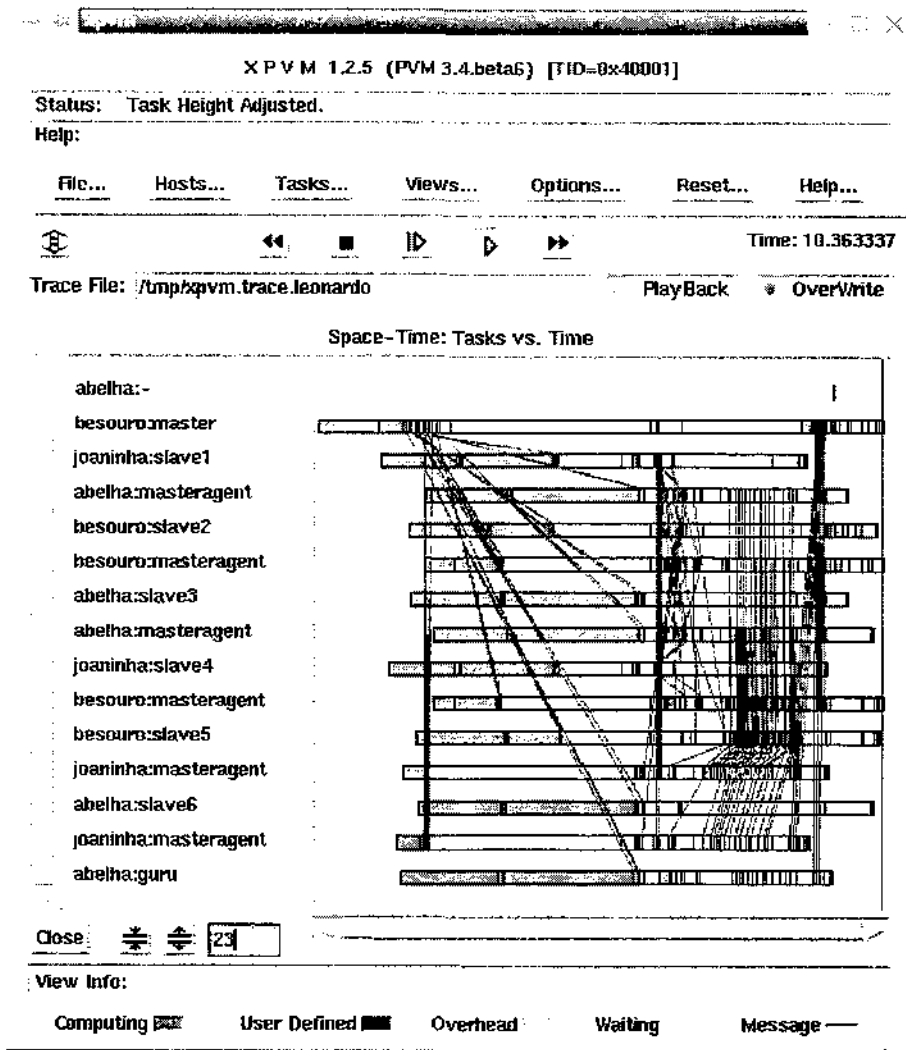 X P V M 1.2.5 (PVM 3.4.beta6) [TID=0x40001]
Status: Task Height Adjusted.
Help:
File... Hosts... Tasks... Views... Options... Reset... Help...
Time: 10.363337
Trace File: /tmp/xpvm.trace.leonardo PlayBack OverWrite
Space-Time: Tasks vs. Time
abelha:-
besouro:master
joaninha:slave1
abelha:masteragent
besouro:slave2
besouro:masteragent
abelha:slave3
abelha:masteragent
joaninha:slave4
besouro:masteragent
besouro:slave5
joaninha:masteragent
abelha:slave6
joaninha:masteragent
abelha:guru
Close 23
View Info:
Computing User Defined Overhead Waiting Message